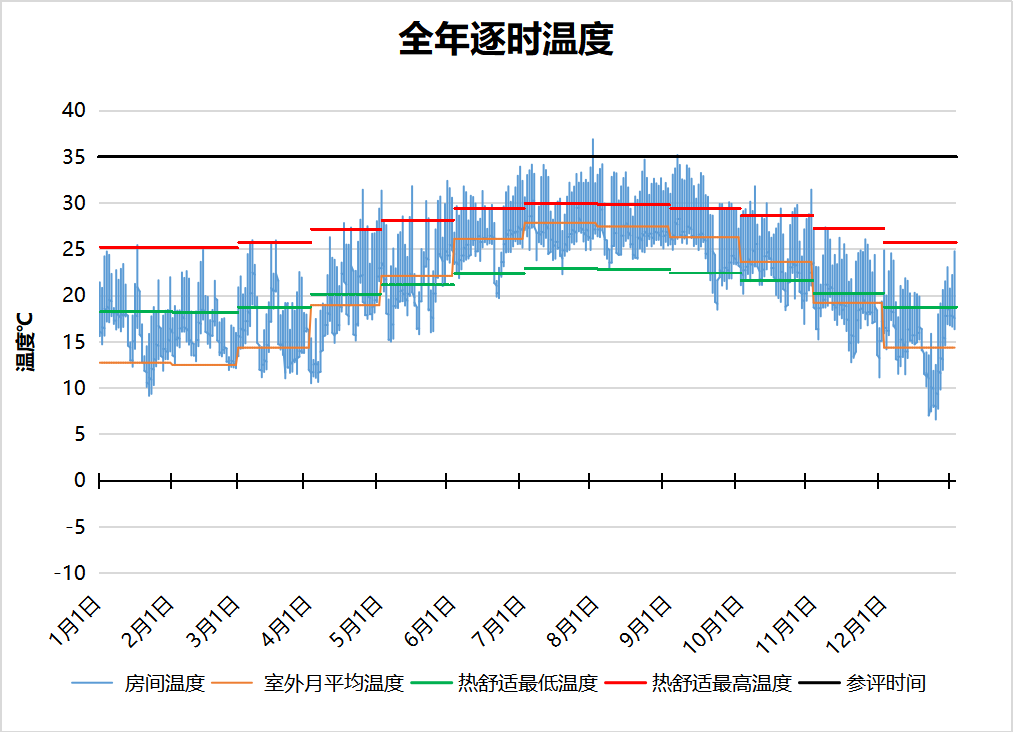 全年逐时温度
40
35
30
25
20
15
10
5
0
-5
-10
温度℃
1月1日
2月1日
3月1日
4月1日
5月1日
6月1日
7月1日
8月1日
9月1日
10月1日
11月1日
12月1日
房间温度 室外月平均温度 热舒适最低温度 热舒适最高温度 参评时间